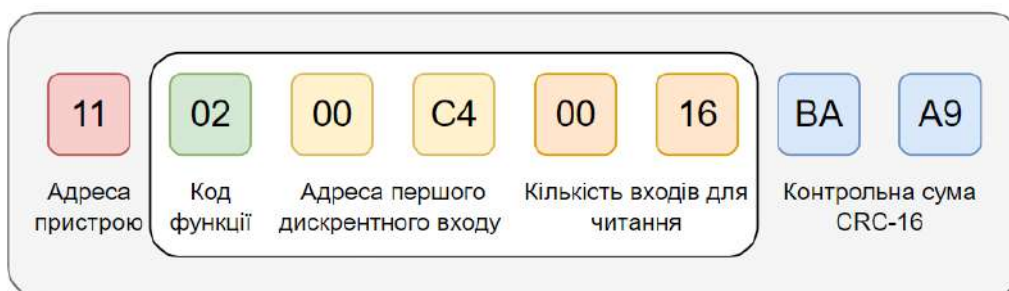 11 02 00 C4 00 16 BA A9
Адреса пристрою
Код функції
Адреса першого дискрентного входу
Кількість входів для читання
Контрольна сума CRC-16